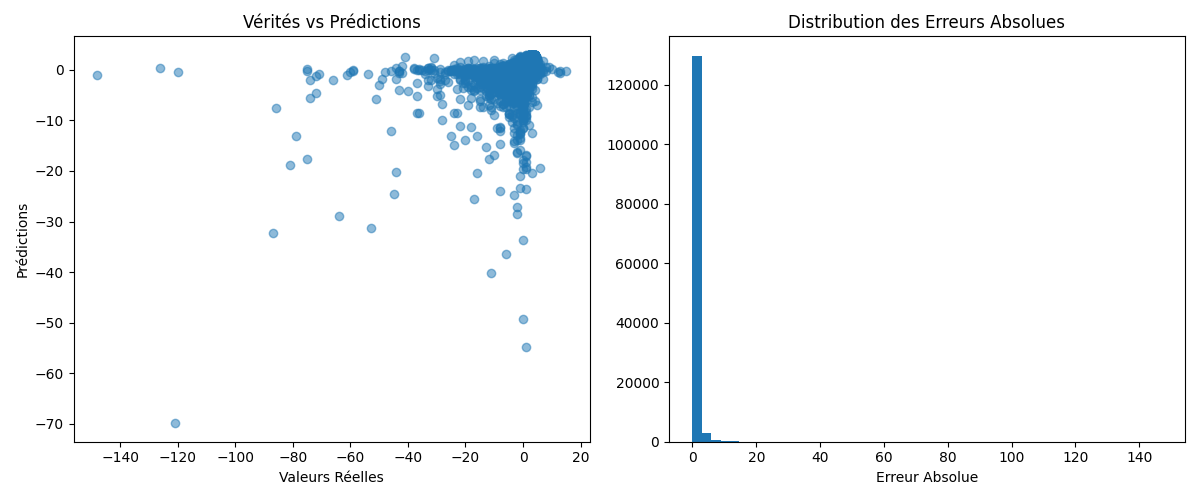 Vérités vs Prédictions
0
−10
−20
−30
−40
−50
−60
−70
Prédictions
−140 −120 −100 −80 −60 −40 −20 0 20
Valeurs Réelles
Distribution des Erreurs Absolues
120000
100000
80000
60000
40000
20000
0
0 20 40 60 80 100 120 140
Erreur Absolue